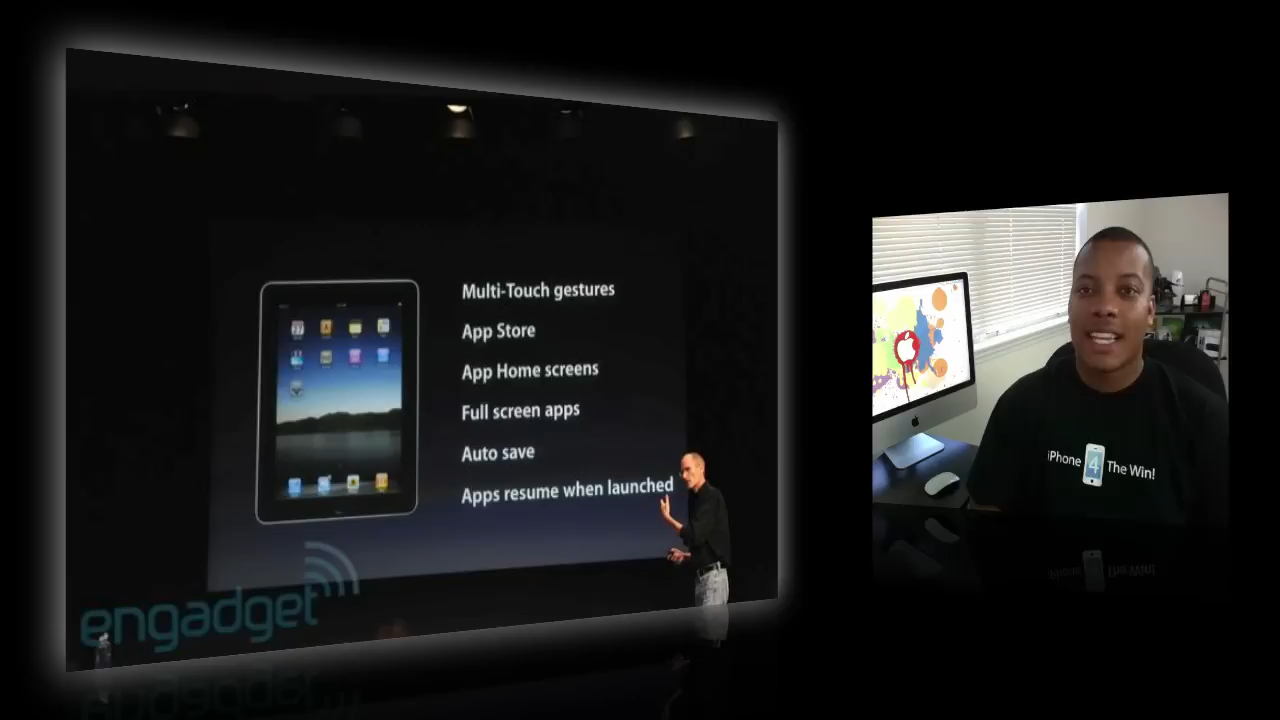 Multi-Touch gestures
App Store
App Home screens
Full screen apps
Auto save
Apps resume when launched
engadget
iPhone 4 The Win!